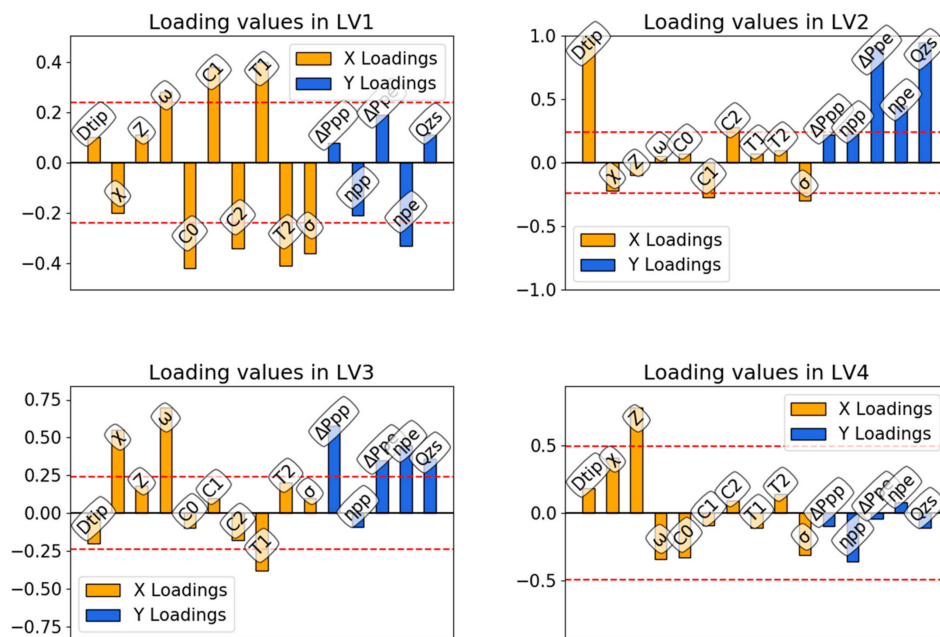 Loading values in LV1
0.4
0.2
0.0
−0.2
−0.4
Dtip
χ
Z
ω
C0
C1
C2
T1
T2
σ
ΔPpp
npp
ΔPpe
npe
Qzs
X Loadings
Y Loadings
Loading values in LV2
1.0
0.5
0.0
−0.5
−1.0
Dtip
χ
Z
ω
C0
C1
C2
T1
T2
σ
ΔPpp
npp
ΔPpe
npe
Qzs
X Loadings
Y Loadings
Loading values in LV3
0.75
0.50
0.25
0.00
−0.25
−0.50
−0.75
Dtip
χ
Z
ω
C0
C1
C2
T1
T2
σ
ΔPpp
npp
ΔPpe
npe
Qzs
X Loadings
Y Loadings
Loading values in LV4
0.5
0.0
−0.5
Dtip
χ
Z
ω
C0
C1
C2
T1
T2
σ
ΔPpp
npp
ΔPpe
npe
Qzs
X Loadings
Y Loadings